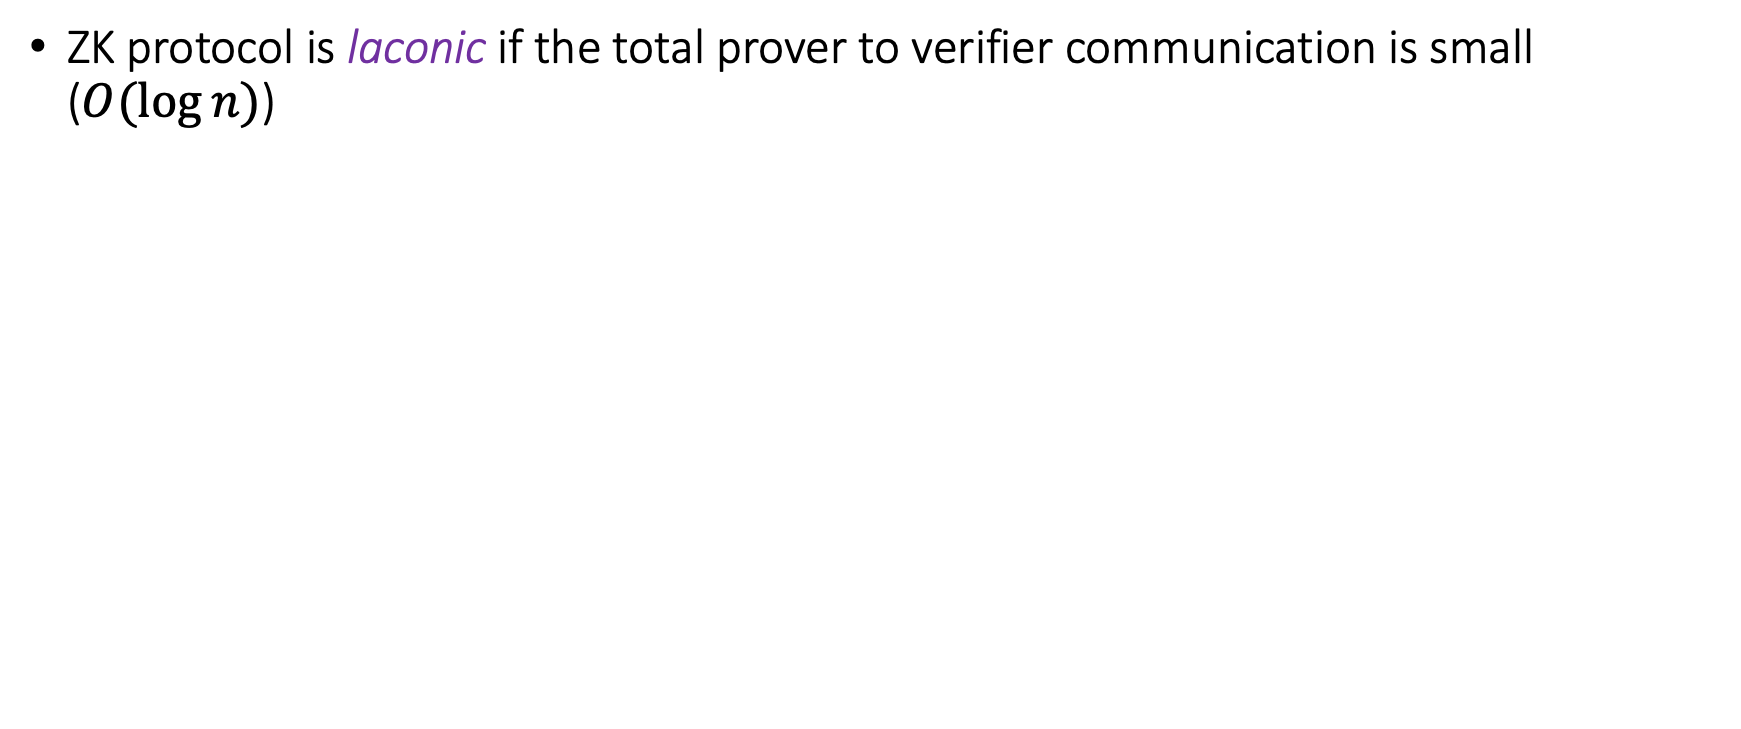 • ZK protocol is laconic if the total prover to verifier communication is small
(O(log n))